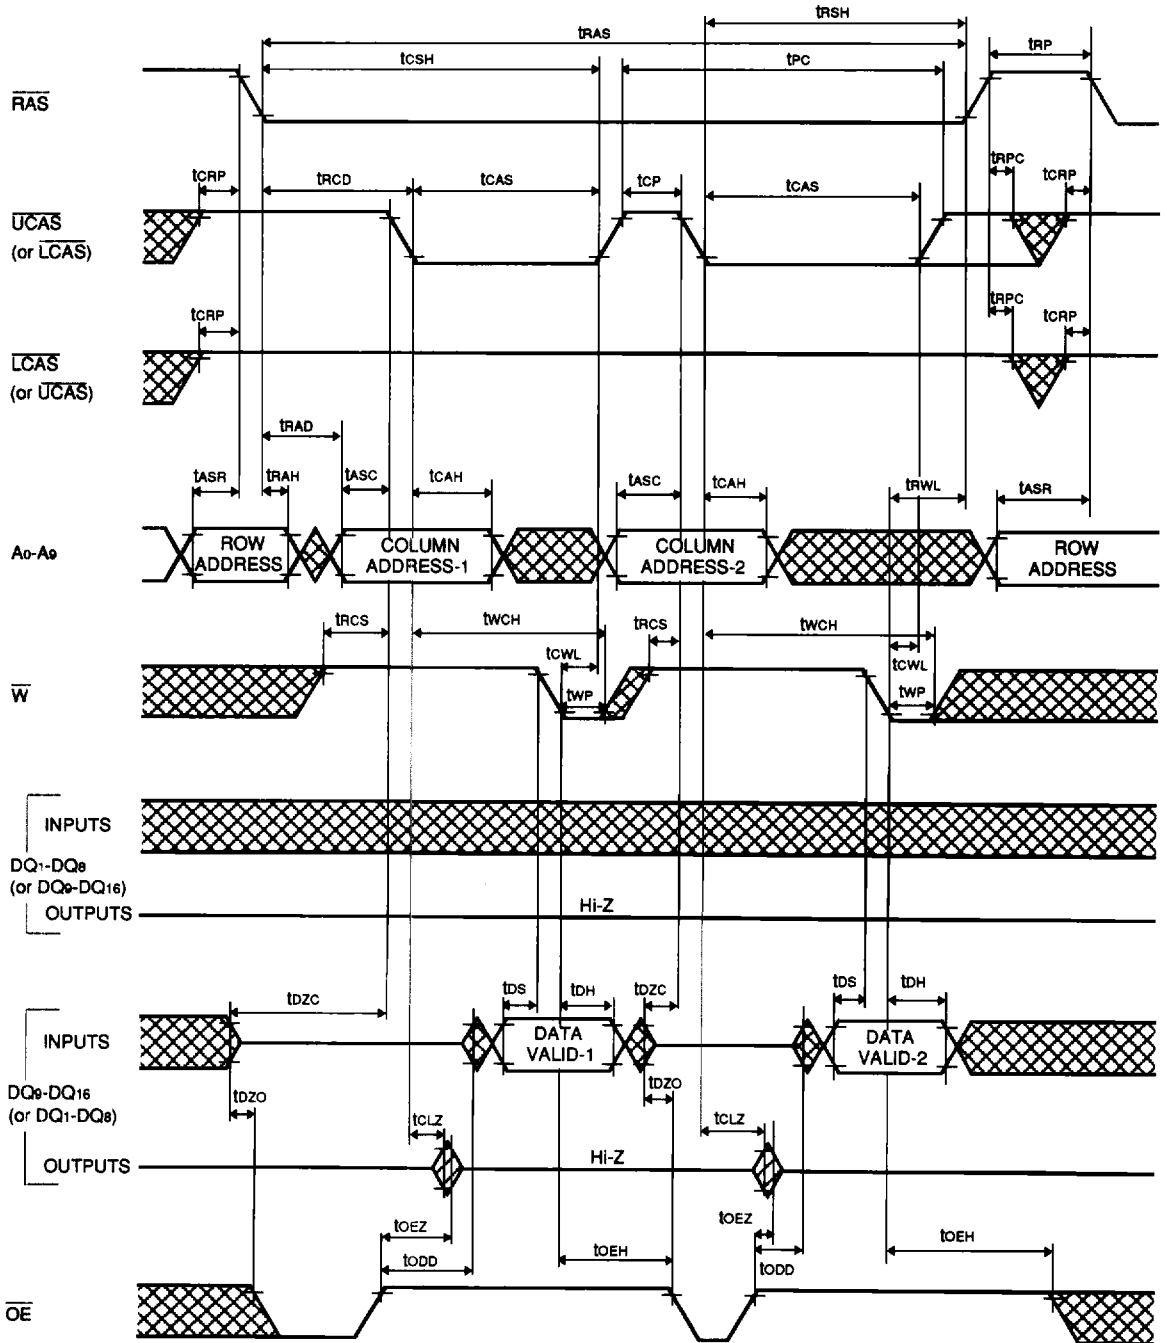 tRSH
tRAS
tRP
tCSH
tPC
RAS
tCRP
tRCD
tCAS
tCP
tCAS
tRPC
tCRP
UCAS
(or LCAS)
tCRP
tRPC
tCRP
LCAS
(or UCAS)
tRAD
tASR
tRAH
tASC
tCAH
tASC
tCAH
tRWL
tASR
A0-A9
ROW
ADDRESS
COLUMN
ADDRESS-1
COLUMN
ADDRESS-2
ROW
ADDRESS
tRCS
tWCH
tRCS
tWCH
tCWL
tCWL
W
tWP
tWP
INPUTS
DQ1-DQ8
(or DQ9-DQ16)
OUTPUTS
Hi-Z
tDZC
tDS
tDH
tDZC
tDS
tDH
INPUTS
DATA
VALID-1
DATA
VALID-2
DQ9-DQ16
(or DQ1-DQ8)
tDZO
tDZO
tCLZ
tCLZ
OUTPUTS
Hi-Z
tOEZ
tOEZ
tODD
tOEH
tODD
tOEH
OE